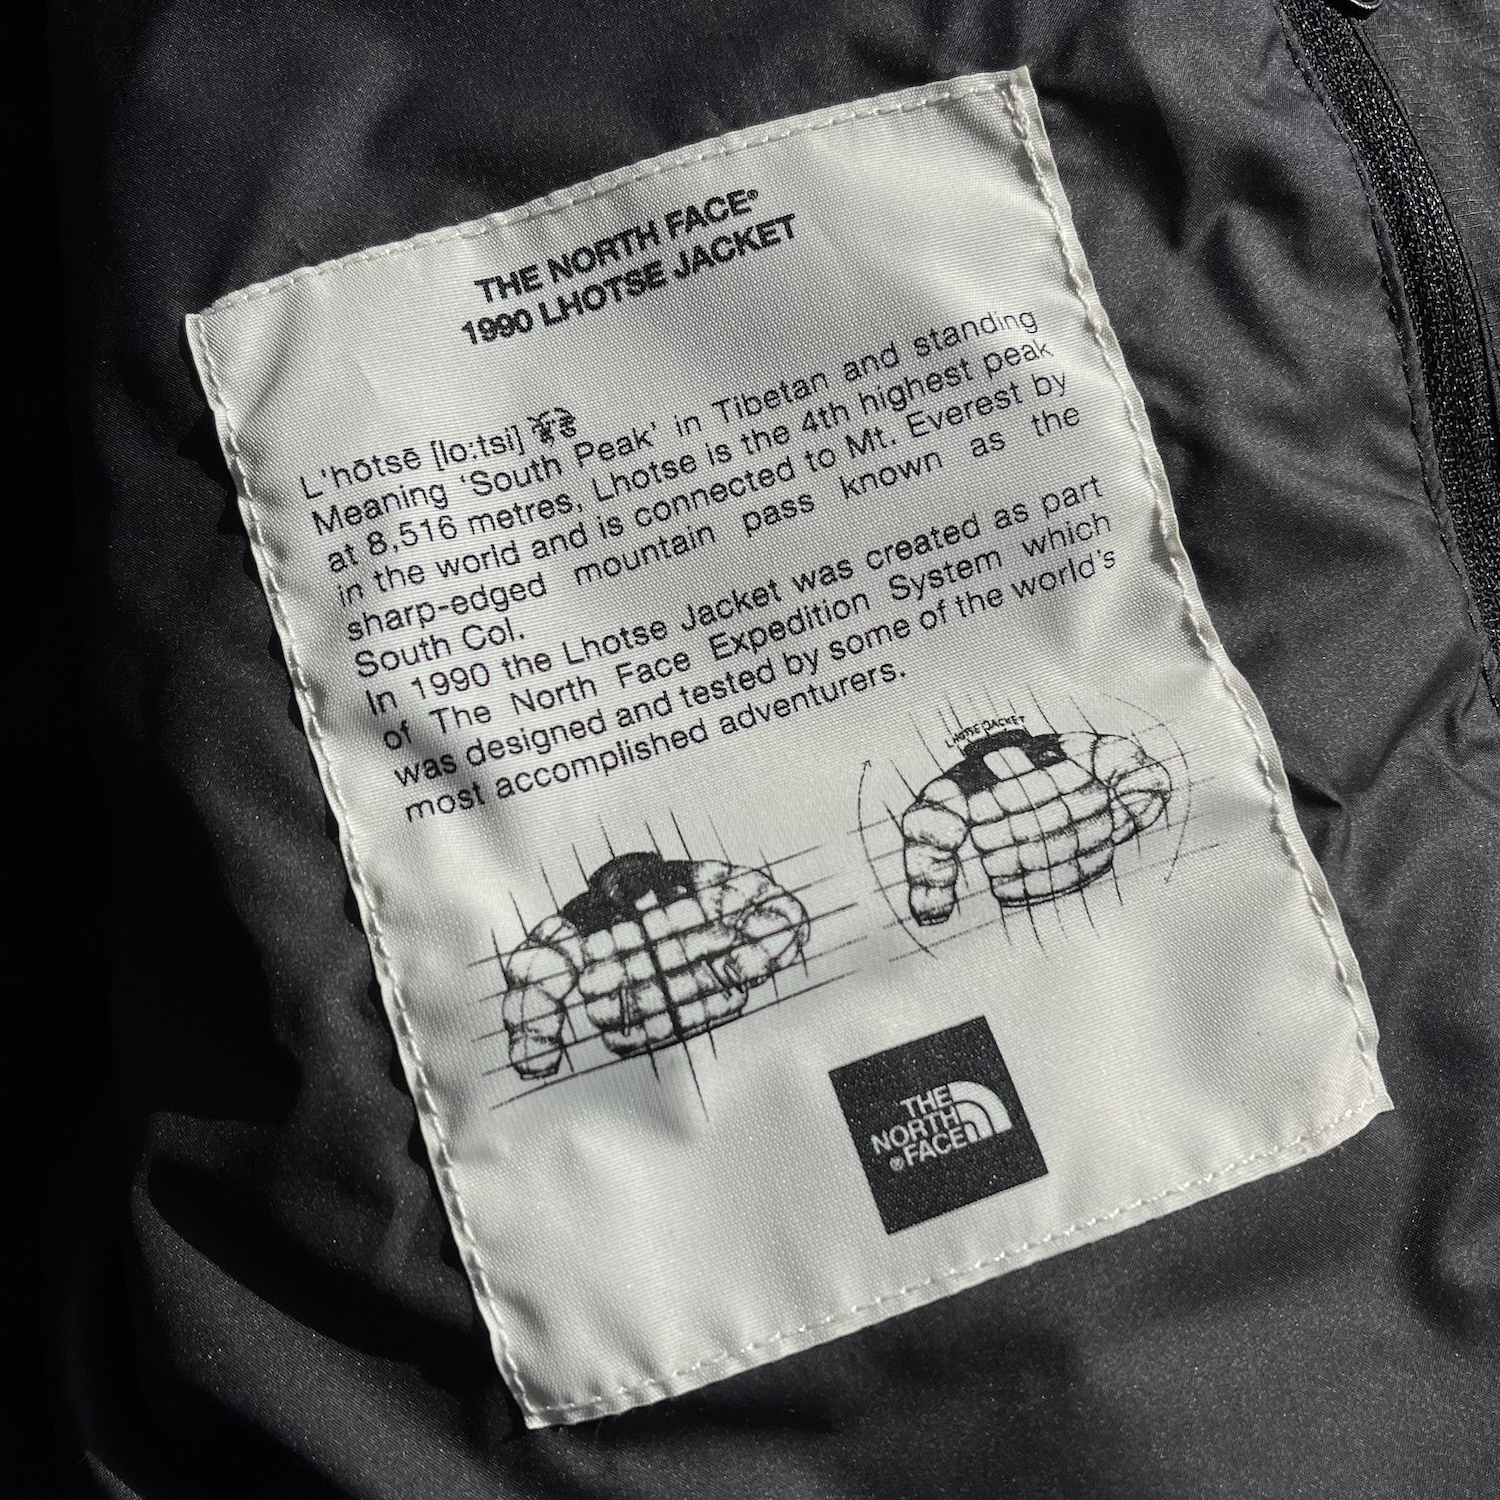 THE NORTH FACE®
1990 LHOTSE JACKET
L'hōtsē [lo:tsi]
Meaning 'South Peak' in Tibetan and standing
at 8,516 metres, Lhotse is the 4th highest peak
in the world and is connected to Mt. Everest by
sharp-edged mountain pass known as the
South Col.
In 1990 the Lhotse Jacket was created as part
of The North Face Expedition System which
was designed and tested by some of the world's
most accomplished adventurers.
LHOTSE JACKET
THE
NORTH
®FACE